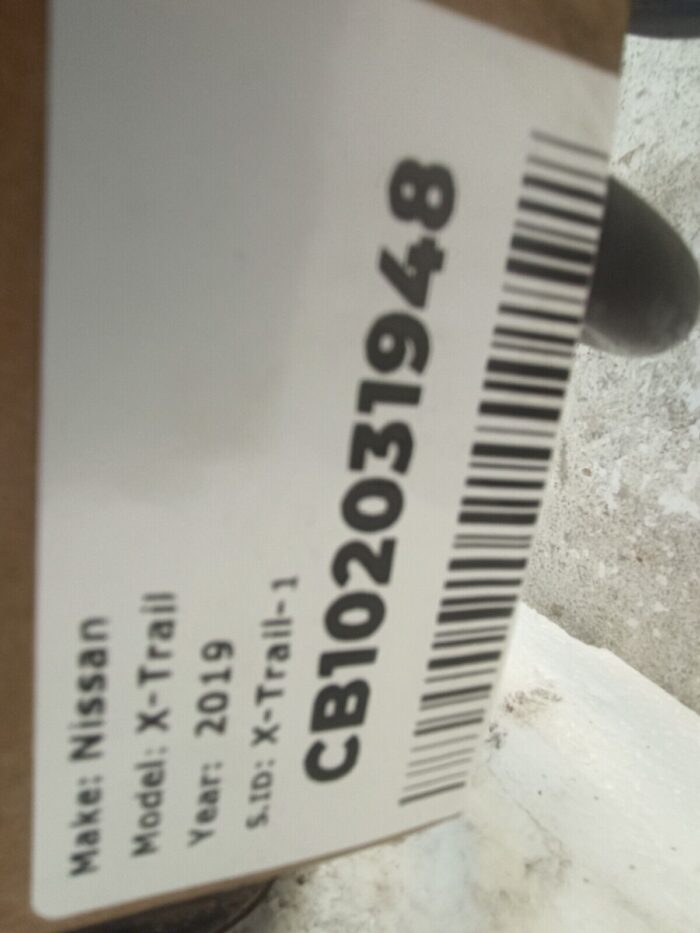 Make: Nissan
Model: X-Trail
Year: 2019
S.ID: X-Trail-1
CB102031948